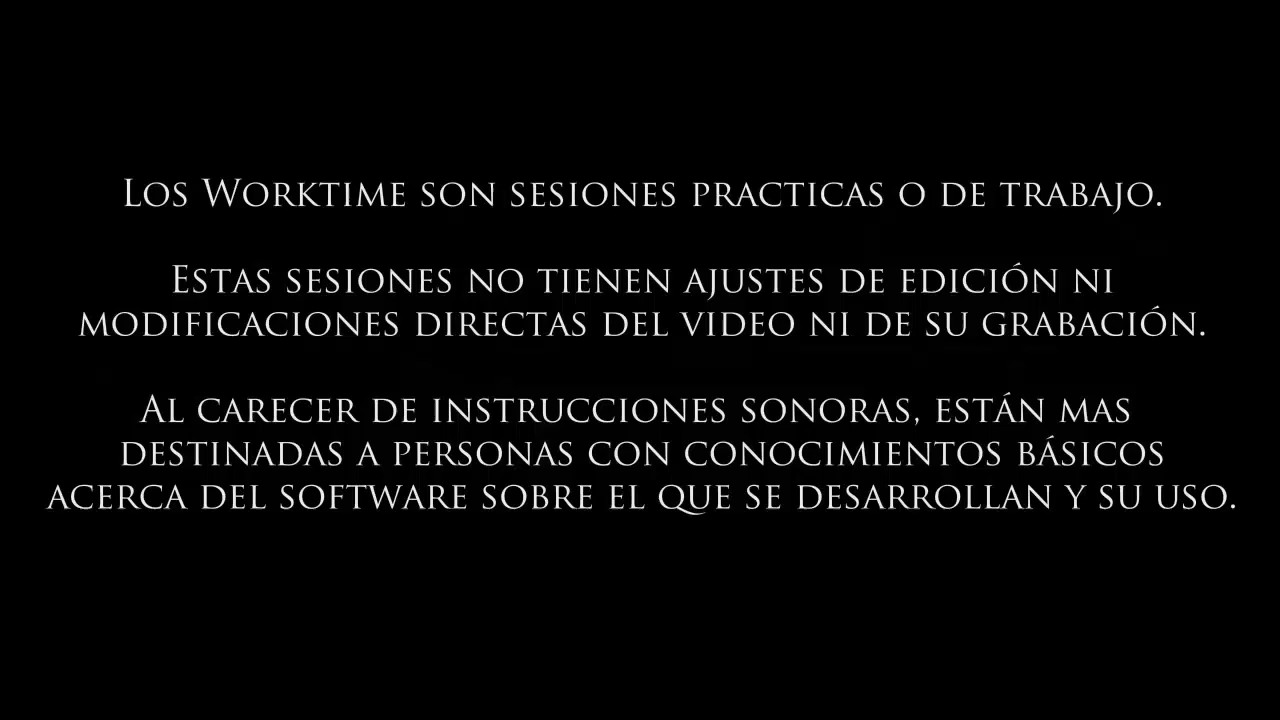 Los Worktime son sesiones practicas o de trabajo.
Estas sesiones no tienen ajustes de edición ni
modificaciones directas del video ni de su grabación.
Al carecer de instrucciones sonoras, están mas
destinadas a personas con conocimientos básicos
acerca del software sobre el que se desarrollan y su uso.